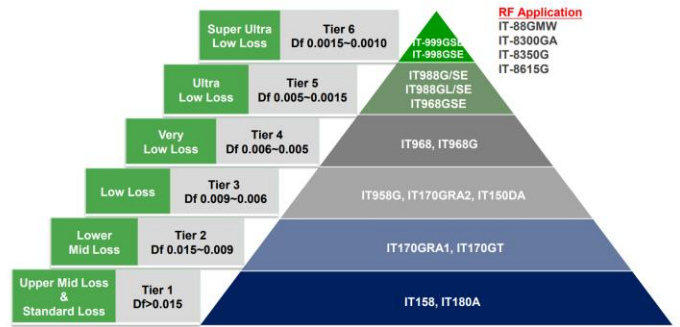 RF Application
IT-88GMW
IT-8300GA
IT-8350G
IT-8615G
Super Ultra
Low Loss
Tier 6
Df 0.0015~0.0010
IT-999GSE
IT-998GSE
Ultra
Low Loss
Tier 5
Df 0.005~0.0015
IT988G/SE
IT988GL/SE
IT968GSE
Very
Low Loss
Tier 4
Df 0.006~0.005
IT968, IT968G
Low Loss
Tier 3
Df 0.009~0.006
IT958G, IT170GRA2, IT150DA
Lower
Mid Loss
Tier 2
Df 0.015~0.009
IT170GRA1, IT170GT
Upper Mid Loss
&
Standard Loss
Tier 1
Df>0.015
IT158, IT180A